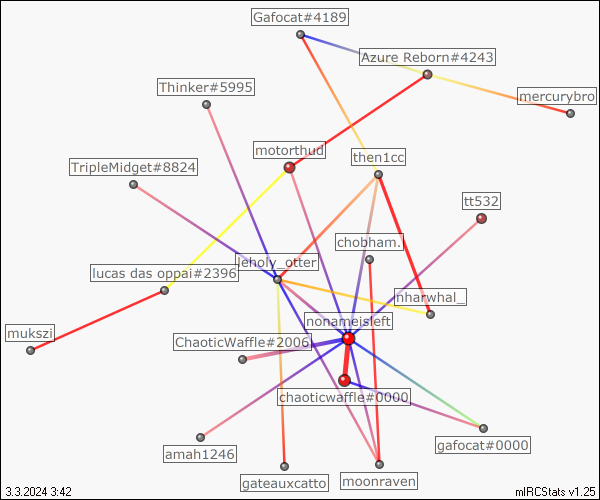 Gafocat#4189
Azure Reborn#4243
Thinker#5995
mercurybro
motorthud
then1cc
TripleMidget#8824
tt532
chobham.
leholy_otter
lucas das oppai#2396
nharwhal_
nonameisleft
mukszi
ChaoticWaffle#2006
chaoticwaffle#0000
gafocat#0000
amah1246
gateauxcatto
moonraven
3.3.2024 3:42
mIRCStats v1.25